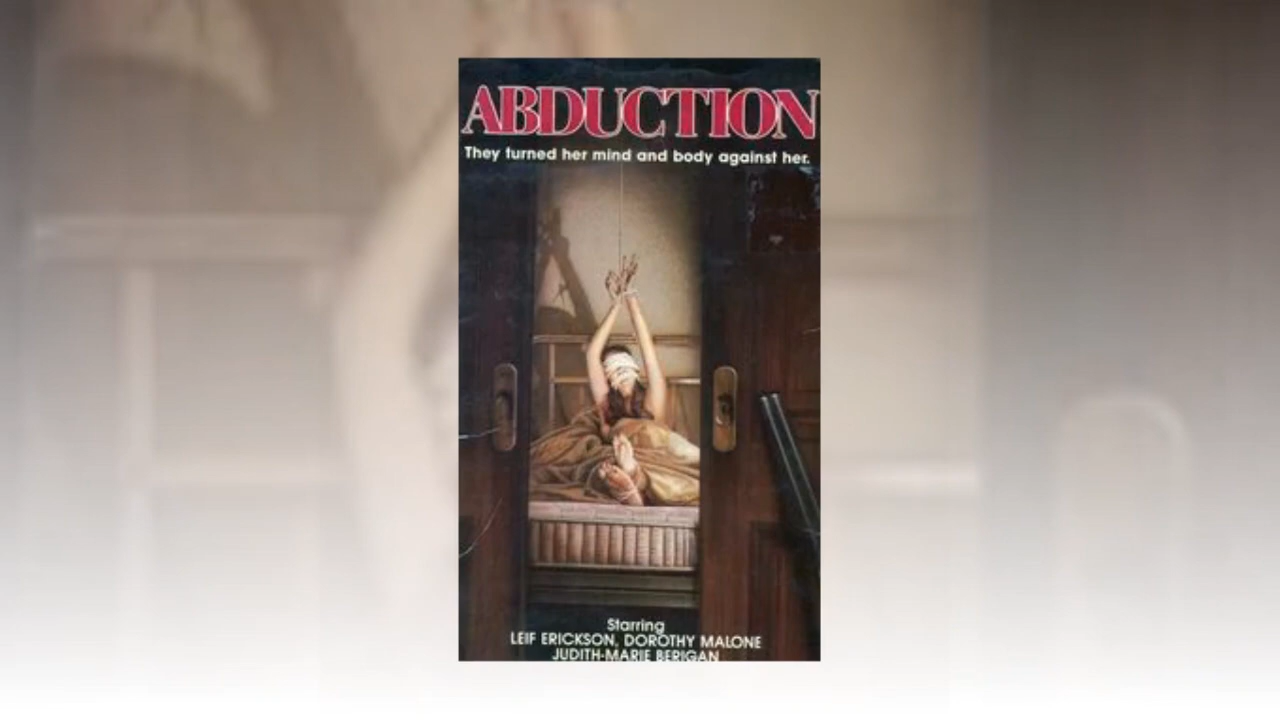 ABDUCTION
They turned her mind and body against her.
Starring
LEIF ERICKSON, DOROTHY MALONE
JUDITH-MARIE BERIGAN